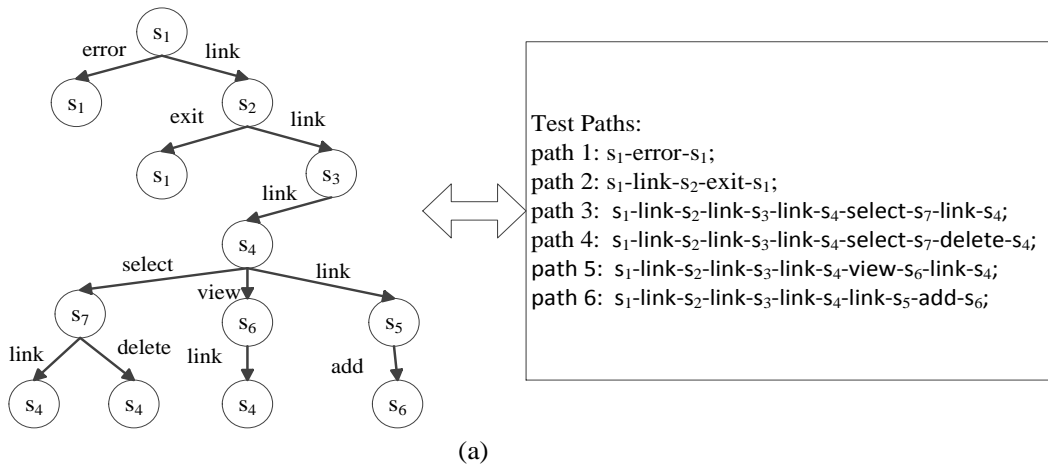 s₁
error link
s₁ s₂
exit link
s₁ s₃
link
s₄
select view link
s₇ s₆ s₅
link delete link add
s₄ s₄ s₄ s₆
Test Paths:
path 1: s₁-error-s₁;
path 2: s₁-link-s₂-exit-s₁;
path 3: s₁-link-s₂-link-s₃-link-s₄-select-s₇-link-s₄;
path 4: s₁-link-s₂-link-s₃-link-s₄-select-s₇-delete-s₄;
path 5: s₁-link-s₂-link-s₃-link-s₄-view-s₆-link-s₄;
path 6: s₁-link-s₂-link-s₃-link-s₄-link-s₅-add-s₆;
(a)